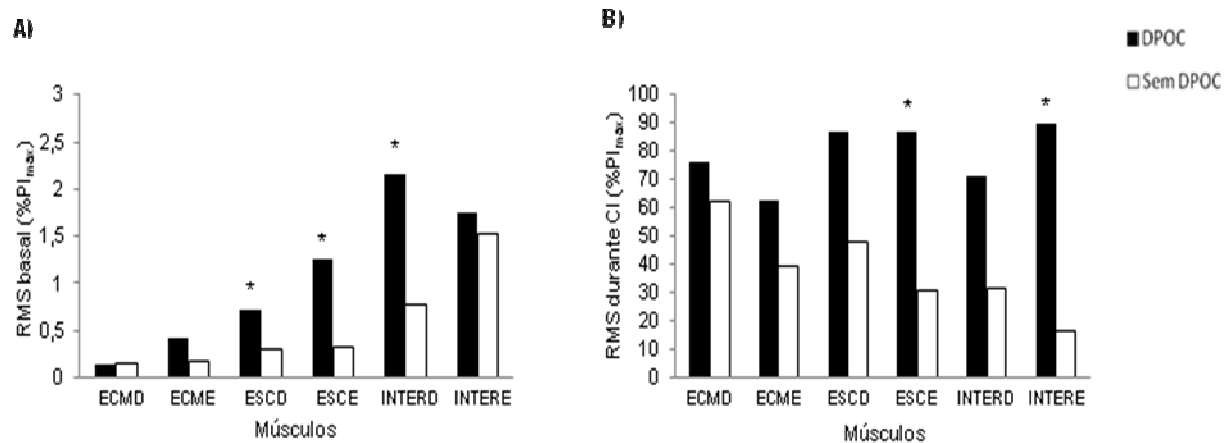 A)
RMS basal (%PImax)
3
2,5
2
1,5
1
0,5
0
*
*
*
ECMD ECME ESCD ESCE INTERD INTERE
Músculos
B)
RMS durante CI (%PImax)
100
90
80
70
60
50
40
30
20
10
0
*
*
ECMD ECME ESCD ESCE INTERD INTERE
Músculos
DPOC
Sem DPOC